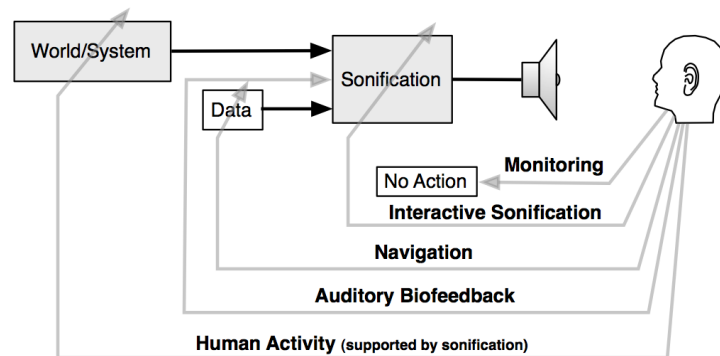 World/System
Sonification
Data
Monitoring
No Action
Interactive Sonification
Navigation
Auditory Biofeedback
Human Activity (supported by sonification)